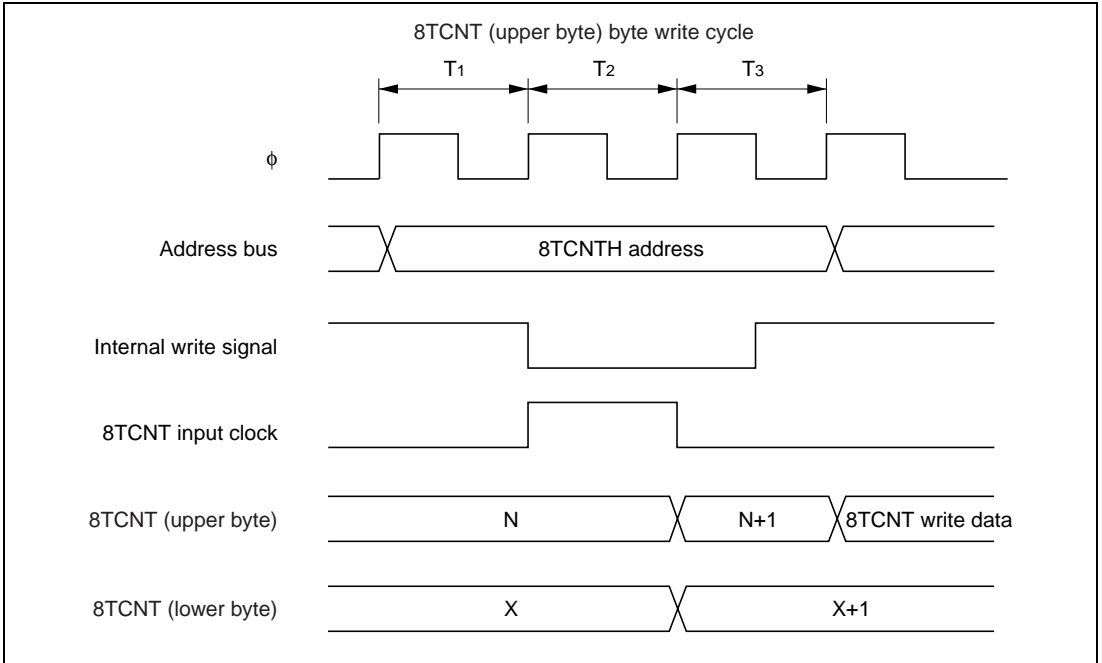 8TCNT (upper byte) byte write cycle
T1 T2 T3
φ
Address bus 8TCNTH address
Internal write signal
8TCNT input clock
8TCNT (upper byte) N N+1 8TCNT write data
8TCNT (lower byte) X X+1